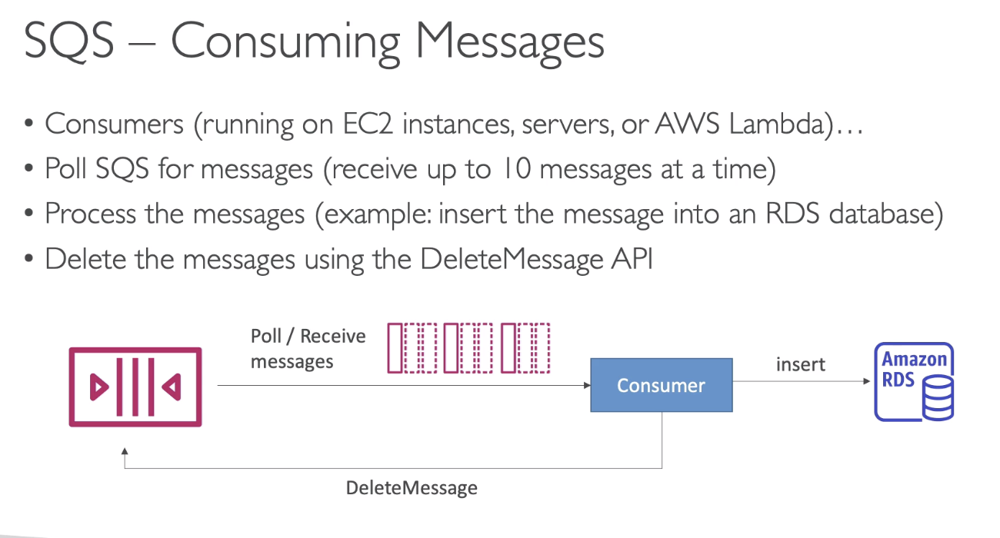 SQS – Consuming Messages
• Consumers (running on EC2 instances, servers, or AWS Lambda)…
• Poll SQS for messages (receive up to 10 messages at a time)
• Process the messages (example: insert the message into an RDS database)
• Delete the messages using the DeleteMessage API
Poll / Receive
messages
Consumer
insert
Amazon
RDS
DeleteMessage